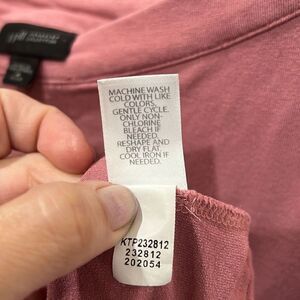 MACHINE WASH
COLD WITH LIKE
COLORS,
GENTLE CYCLE.
ONLY NON-
CHLORINE
BLEACH IF
NEEDED.
RESHAPE AND
DRY FLAT.
COOL IRON IF
NEEDED.
KTP232812
232812
202054